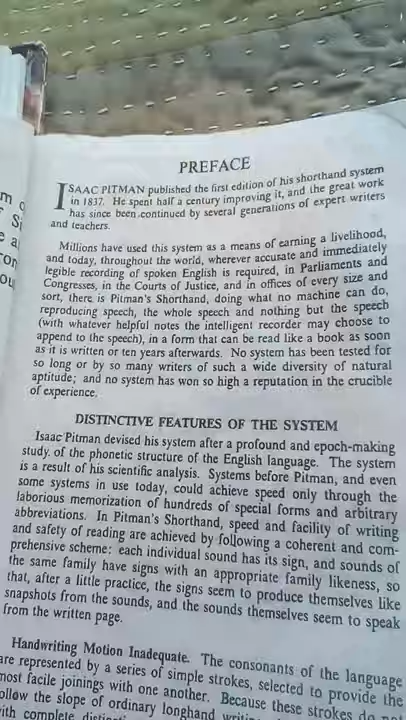 PREFACE
ISAAC PITMAN published the first edition of his shorthand system
in 1837. He spent half a century improving it, and the great work
has since been continued by several generations of expert writers
and teachers.
Millions have used this system as a means of earning a livelihood,
and today, throughout the world, wherever accurate and immediately
legible recording of spoken English is required, in Parliaments and
Congresses, in the Courts of Justice, and in offices of every size and
sort, there is Pitman's Shorthand, doing what no machine can do,
reproducing speech, the whole speech and nothing but the speech
(with whatever helpful notes the intelligent recorder may choose to
append to the speech), in a form that can be read like a book as soon
as it is written or ten years afterwards. No system has been tested for
so long or by so many writers of such a wide diversity of natural
aptitude; and no system has won so high a reputation in the crucible
of experience.
DISTINCTIVE FEATURES OF THE SYSTEM
Isaac Pitman devised his system after a profound and epoch-making
study of the phonetic structure of the English language. The system
is a result of his scientific analysis. Systems before Pitman, and even
some systems in use today, could achieve speed only through the
laborious memorization of hundreds of special forms and arbitrary
abbreviations. In Pitman's Shorthand, speed and facility of writing
and safety of reading are achieved by following a coherent and com-
prehensive scheme: each individual sound has its sign, and sounds of
the same family have signs with an appropriate family likeness, so
that, after a little practice, the signs seem to produce themselves like
snapshots from the sounds, and the sounds themselves seem to speak
from the written page.
Handwriting Motion Inadequate. The consonants of the language
are represented by a series of simple strokes, selected to provide the
most facile joinings with one another. Because these strokes do
follow the slope of ordinary longhand
with complete